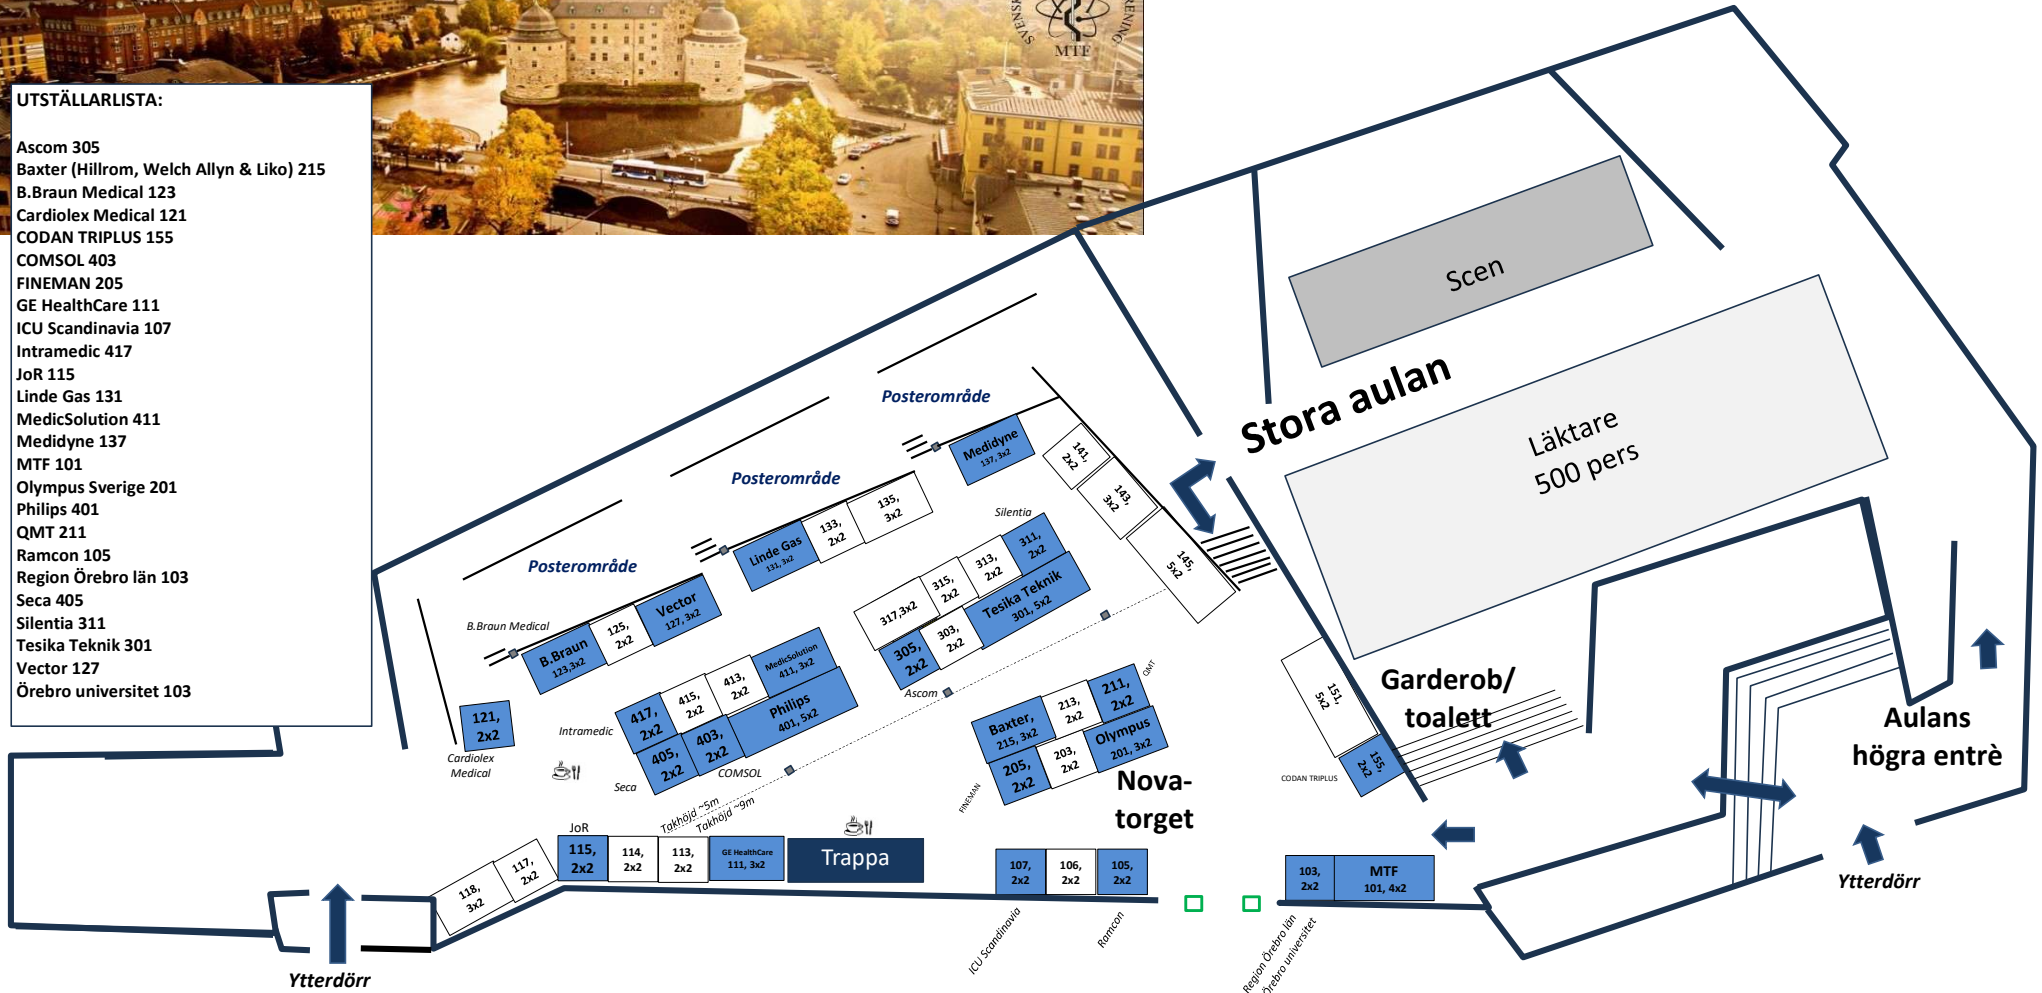 SVENSK
RENING
MTF
UTSTÄLLARLISTA:
Ascom 305
Baxter (Hillrom, Welch Allyn & Liko) 215
B.Braun Medical 123
Cardiolex Medical 121
CODAN TRIPLUS 155
COMSOL 403
FINEMAN 205
GE HealthCare 111
ICU Scandinavia 107
Intramedic 417
JoR 115
Linde Gas 131
MedicSolution 411
Medidyne 137
MTF 101
Olympus Sverige 201
Philips 401
QMT 211
Ramcon 105
Region Örebro län 103
Seca 405
Silentia 311
Tesika Teknik 301
Vector 127
Örebro universitet 103
Scen
Stora aulan
Läktare
500 pers
Posterområde
Medidyne
137, 3x2
141,
2x2
143,
3x2
145,
5x2
Posterområde
Linde Gas
131, 3x2
133,
2x2
135,
3x2
Silentia
311,
2x2
313,
2x2
315,
2x2
317,3x2
Tesika Teknik
301, 5x2
303,
2x2
305,
2x2
Ascom
Posterområde
B.Braun Medical
B.Braun
123,3x2
125,
2x2
Vector
127, 3x2
121,
2x2
Cardiolex
Medical
Intramedic
417,
2x2
415,
2x2
413,
2x2
MedicSolution
411, 3x2
405,
2x2
403,
2x2
Philips
401, 5x2
Seca
COMSOL
Takhöjd ~5m
Takhöjd ~9m
Baxter,
215, 3x2
213,
2x2
211,
2x2
QMT
205,
2x2
203,
2x2
Olympus
201, 3x2
FINEMAN
Nova-
torget
151,
5x2
155,
2x2
CODAN TRIPLUS
Garderob/
toalett
Aulans
högra entrè
Ytterdörr
JoR
118,
3x2
117,
2x2
115,
2x2
114,
2x2
113,
2x2
GE HealthCare
111, 3x2
Trappa
107,
2x2
106,
2x2
105,
2x2
ICU Scandinavia
Ramcon
103,
2x2
MTF
101, 4x2
Region Örebro län
Örebro universitet
Ytterdörr